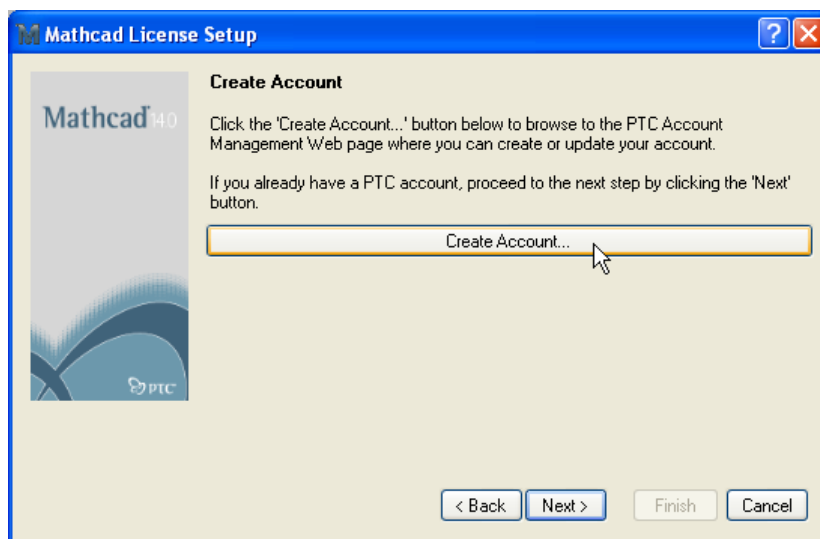 Mathcad License Setup
Mathcad 14.0
Create Account
Click the 'Create Account...' button below to browse to the PTC Account
Management Web page where you can create or update your account.
If you already have a PTC account, proceed to the next step by clicking the 'Next'
button.
Create Account...
PTC
< Back Next > Finish Cancel